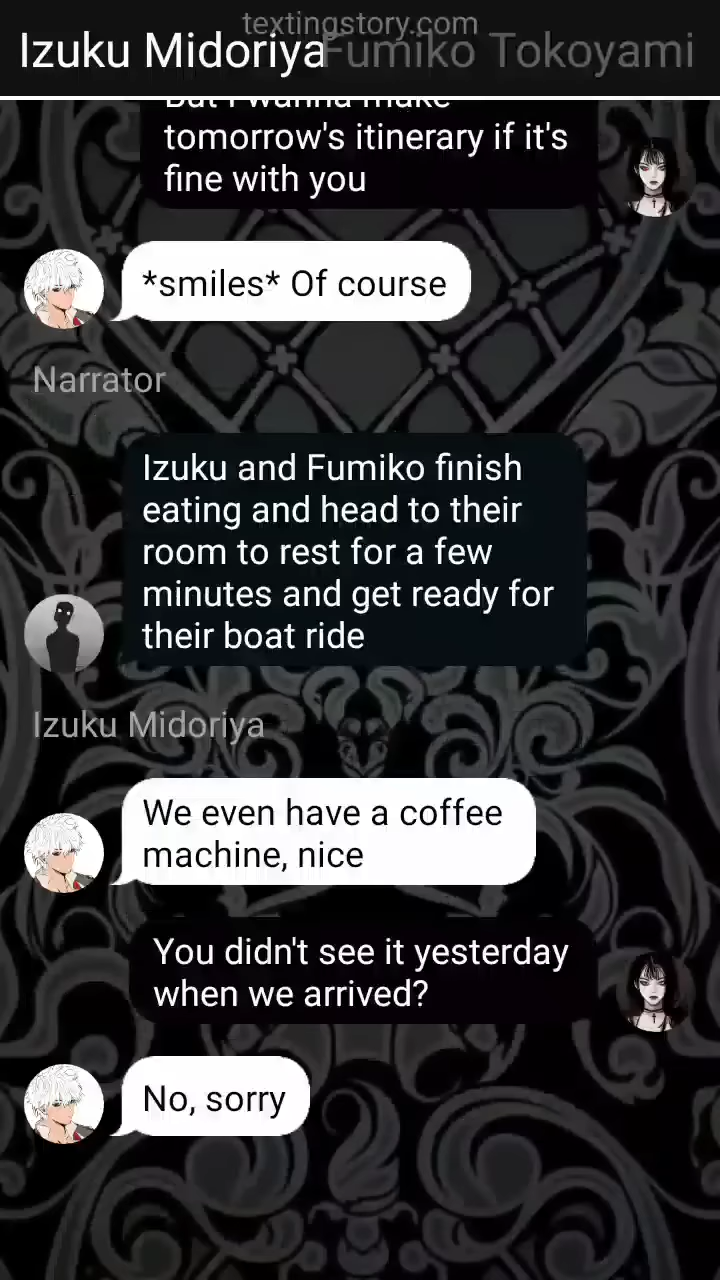 textingstory.com
Izuku Midoriya Fumiko Tokoyami
But I wanna make
tomorrow's itinerary if it's
fine with you
*smiles* Of course
Narrator
Izuku and Fumiko finish
eating and head to their
room to rest for a few
minutes and get ready for
their boat ride
Izuku Midoriya
We even have a coffee
machine, nice
You didn't see it yesterday
when we arrived?
No, sorry